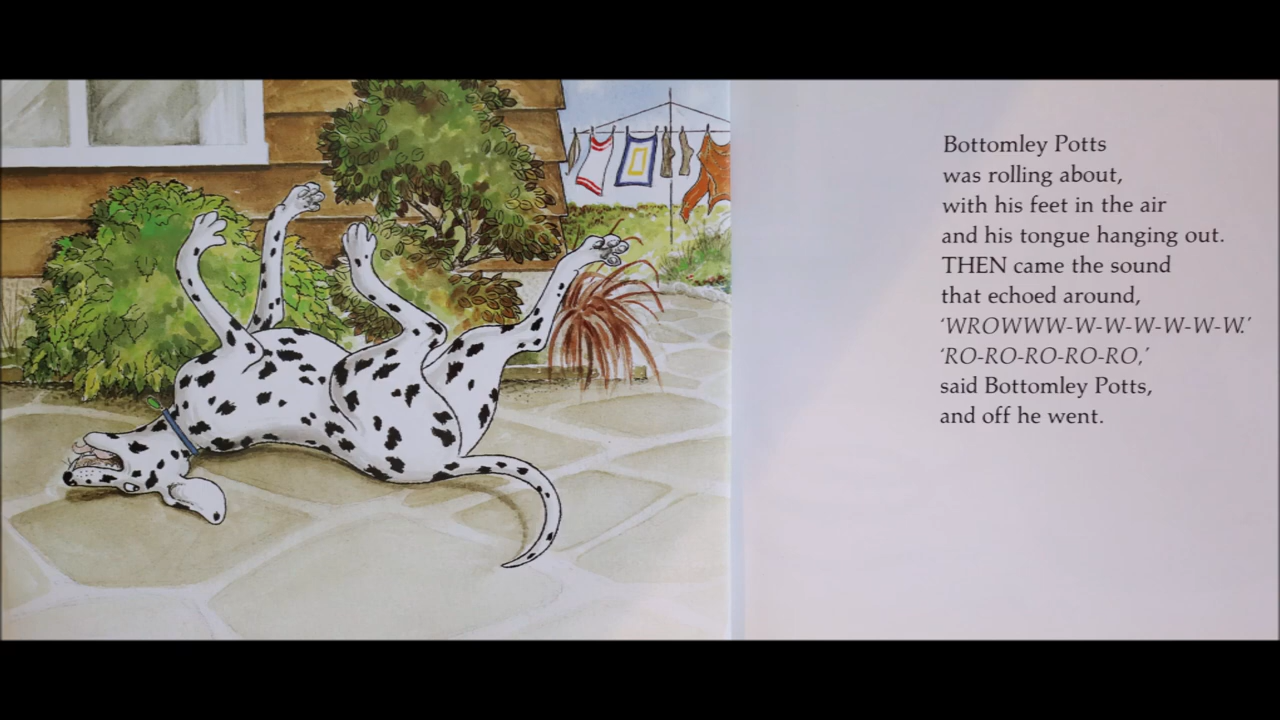 Bottomley Potts
was rolling about,
with his feet in the air
and his tongue hanging out.
THEN came the sound
that echoed around,
‘WROWWW-W-W-W-W-W-W.’
‘RO-RO-RO-RO-RO,’
said Bottomley Potts,
and off he went.